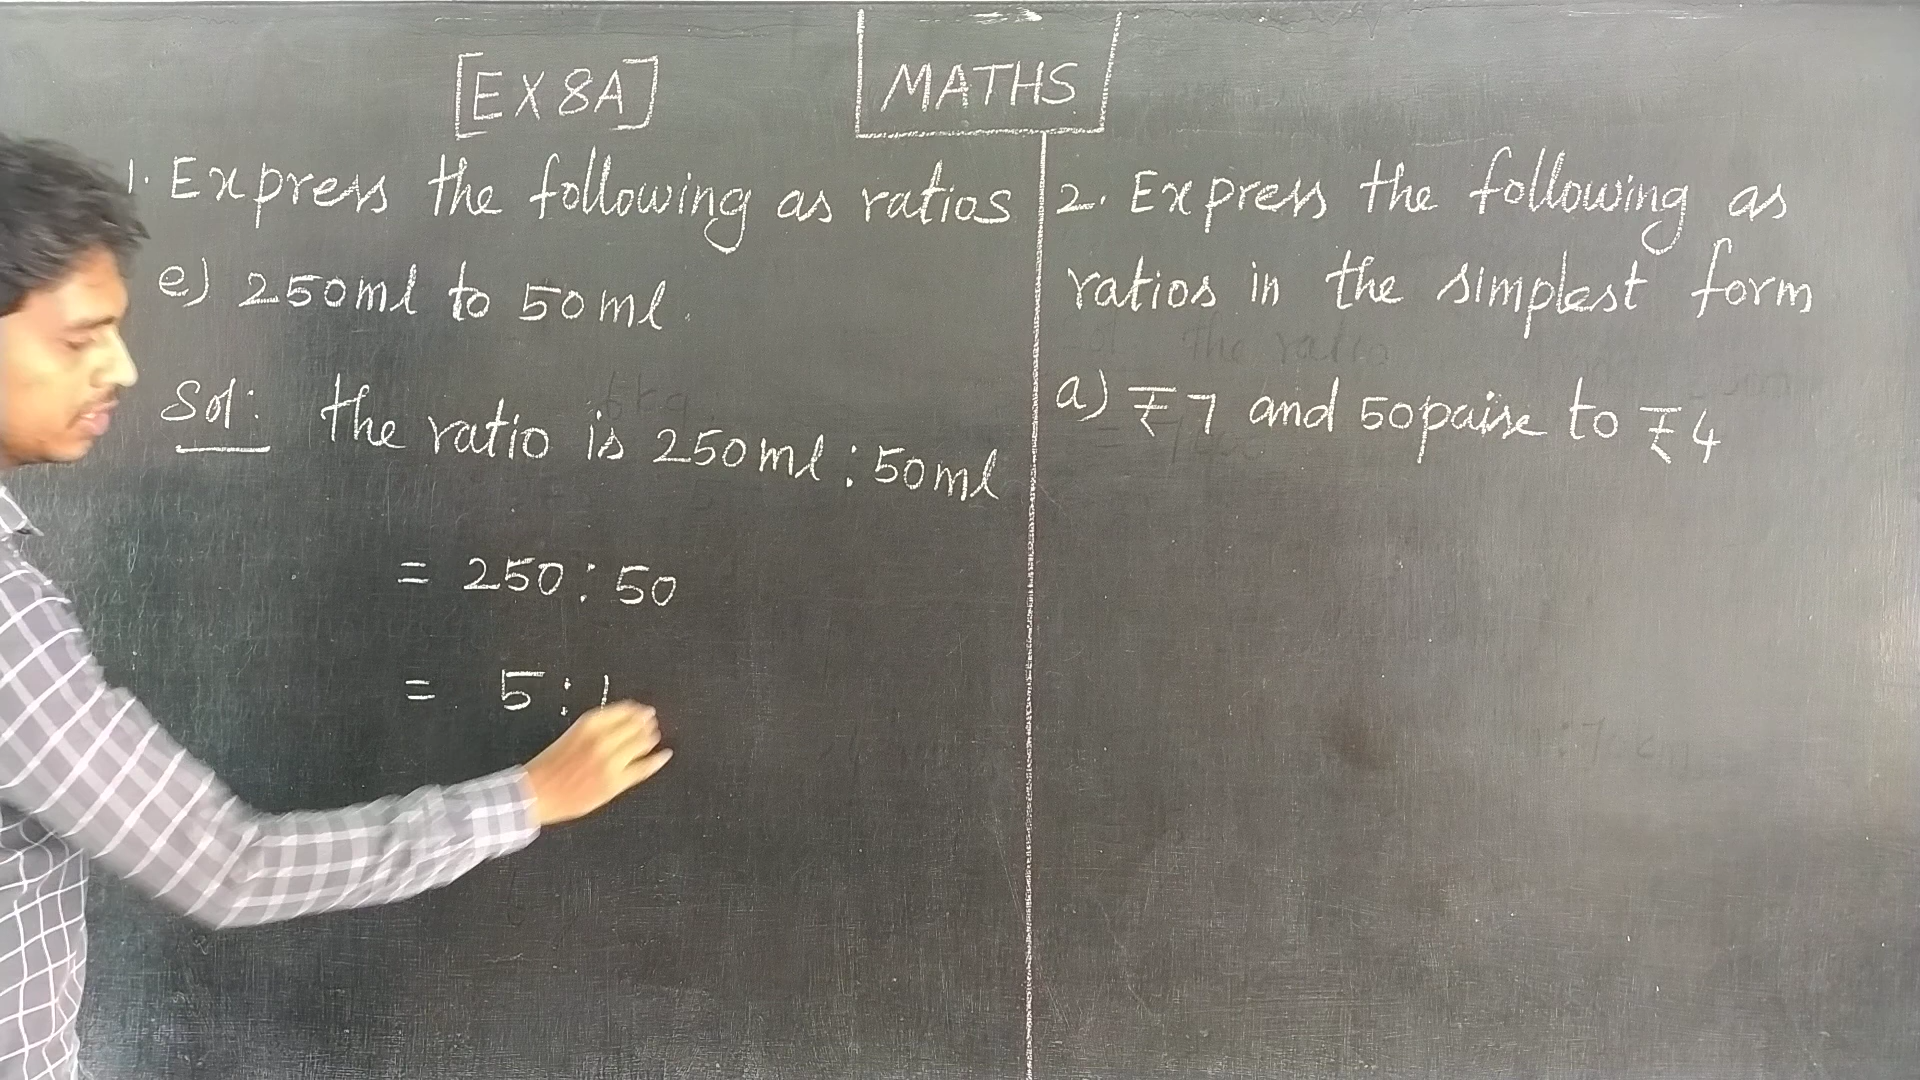 [EX 8A]
MATHS
1. Express the following as ratios
e) 250ml to 50ml.
Sol: the ratio is 250ml : 50ml
= 250 : 50
= 5 : 1
2. Express the following as
ratios in the simplest form
a) ₹7 and 50paise to ₹4